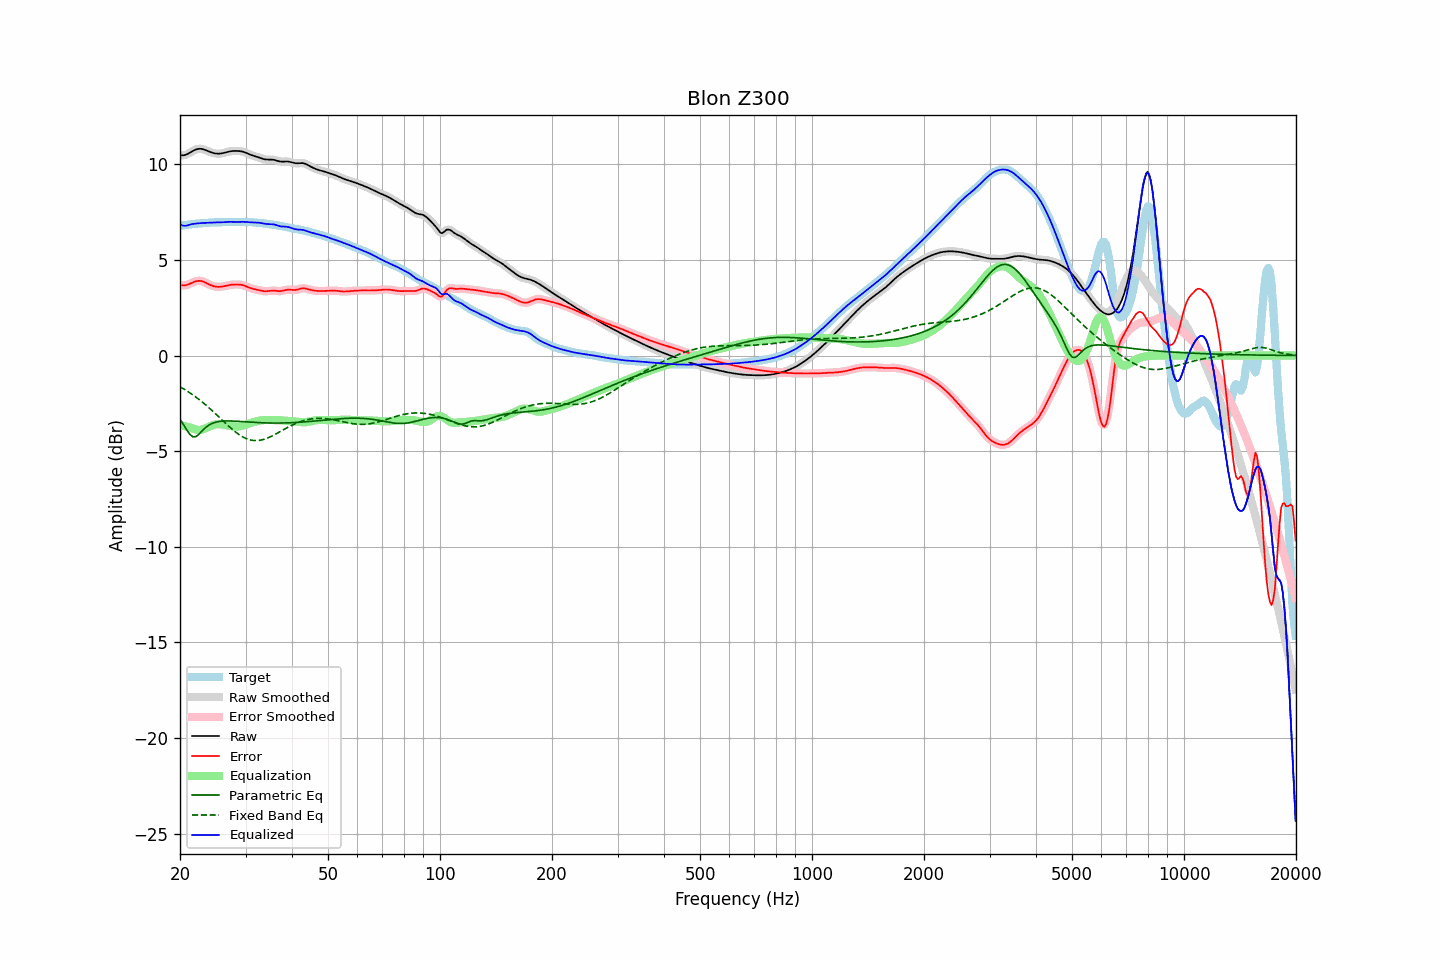 Blon Z300
Amplitude (dBr)
10
5
0
−5
−10
−15
−20
−25
Target
Raw Smoothed
Error Smoothed
Raw
Error
Equalization
Parametric Eq
Fixed Band Eq
Equalized
20 50 100 200 500 1000 2000 5000 10000 20000
Frequency (Hz)